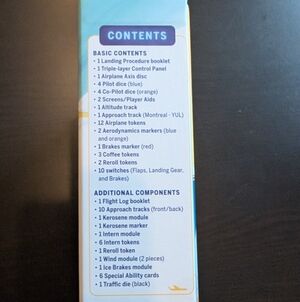 CONTENTS
BASIC CONTENTS
• 1 Landing Procedure booklet
• 1 Triple-layer Control Panel
• 1 Airplane Axis disc
• 4 Pilot dice (blue)
• 4 Co-Pilot dice (orange)
• 2 Screens/Player Aids
• 1 Altitude track
• 1 Approach track (Montreal - YUL)
• 12 Airplane tokens
• 2 Aerodynamics markers (blue
and orange)
• 1 Brakes marker (red)
• 3 Coffee tokens
• 2 Reroll tokens
• 10 switches (Flaps, Landing Gear,
and Brakes)
ADDITIONAL COMPONENTS
• 1 Flight Log booklet
• 10 Approach tracks (front/back)
• 1 Kerosene module
• 1 Kerosene marker
• 1 Intern module
• 6 Intern tokens
• 1 Reroll token
• 1 Wind module (2 pieces)
• 1 Ice Brakes module
• 6 Special Ability cards
• 1 Traffic die (black)